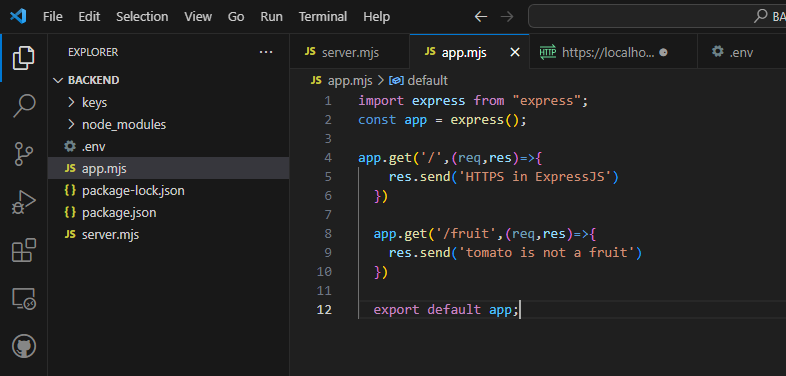 File Edit Selection View Go Run Terminal Help
BA
EXPLORER
BACKEND
keys
node_modules
.env
JS app.mjs
{} package-lock.json
{} package.json
JS server.mjs
JS server.mjs JS app.mjs HTTP https://localho... .env
JS app.mjs > default
1 import express from "express";
2 const app = express();
3
4 app.get('/',(req,res)=>{
5 res.send('HTTPS in ExpressJS')
6 })
7
8 app.get('/fruit',(req,res)=>{
9 res.send('tomato is not a fruit')
10 })
11
12 export default app;